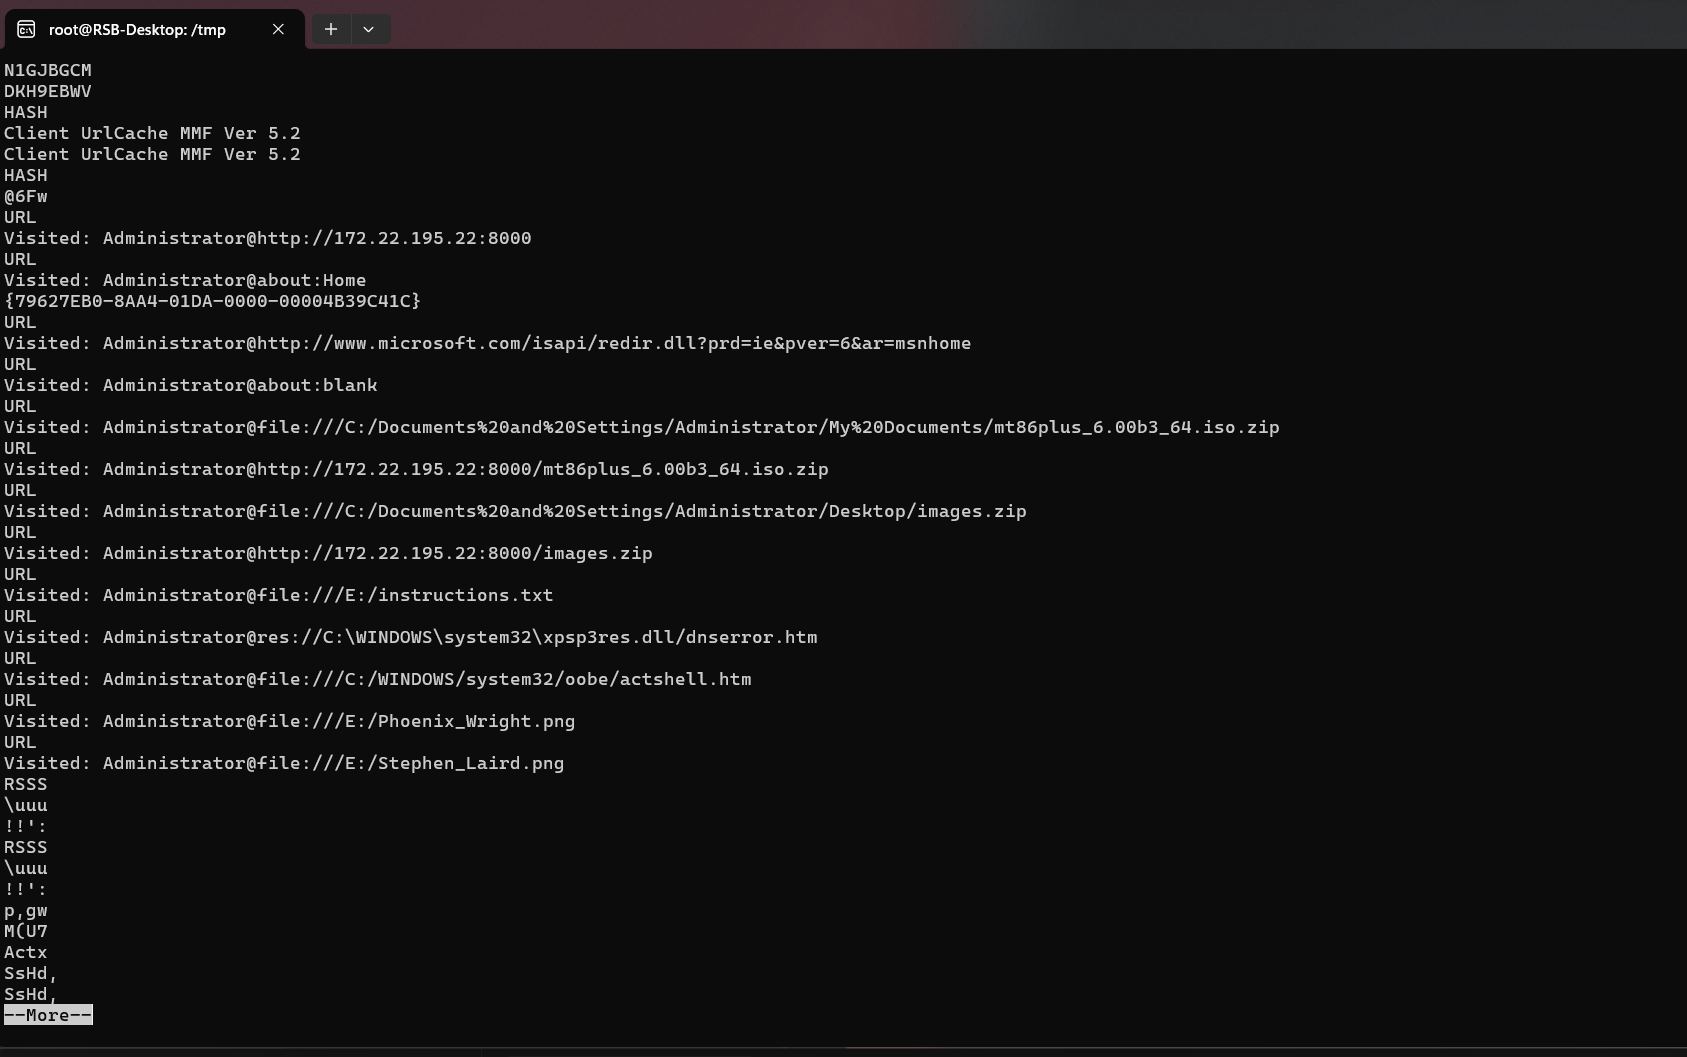 root@RSB-Desktop: /tmp
N1GJBGCM
DKH9EBWV
HASH
Client UrlCache MMF Ver 5.2
Client UrlCache MMF Ver 5.2
HASH
@6Fw
URL
Visited: Administrator@http://172.22.195.22:8000
URL
Visited: Administrator@about:Home
{79627EB0-8AA4-01DA-0000-00004B39C41C}
URL
Visited: Administrator@http://www.microsoft.com/isapi/redir.dll?prd=ie&pver=6&ar=msnhome
URL
Visited: Administrator@about:blank
URL
Visited: Administrator@file:///C:/Documents%20and%20Settings/Administrator/My%20Documents/mt86plus_6.00b3_64.iso.zip
URL
Visited: Administrator@http://172.22.195.22:8000/mt86plus_6.00b3_64.iso.zip
URL
Visited: Administrator@file:///C:/Documents%20and%20Settings/Administrator/Desktop/images.zip
URL
Visited: Administrator@http://172.22.195.22:8000/images.zip
URL
Visited: Administrator@file:///E:/instructions.txt
URL
Visited: Administrator@res://C:\WINDOWS\system32\xpsp3res.dll/dnserror.htm
URL
Visited: Administrator@file:///C:/WINDOWS/system32/oobe/actshell.htm
URL
Visited: Administrator@file:///E:/Phoenix_Wright.png
URL
Visited: Administrator@file:///E:/Stephen_Laird.png
RSSS
\uuu
!!':
RSSS
\uuu
!!':
p,gw
M(U7
Actx
SsHd,
SsHd,
--More--